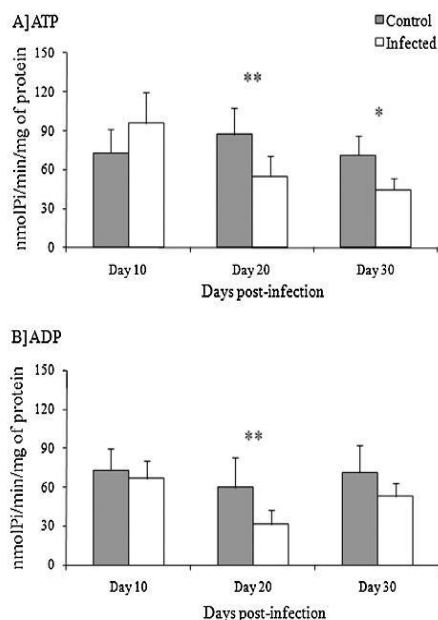 A]ATP
Control
Infected
nmolPi/min/mg of protein
150
120
90
60
30
0
**
*
Day 10 Day 20 Day 30
Days post-infection
B]ADP
nmolPi/min/mg of protein
150
120
90
60
30
0
**
Day 10 Day 20 Day 30
Days post-infection